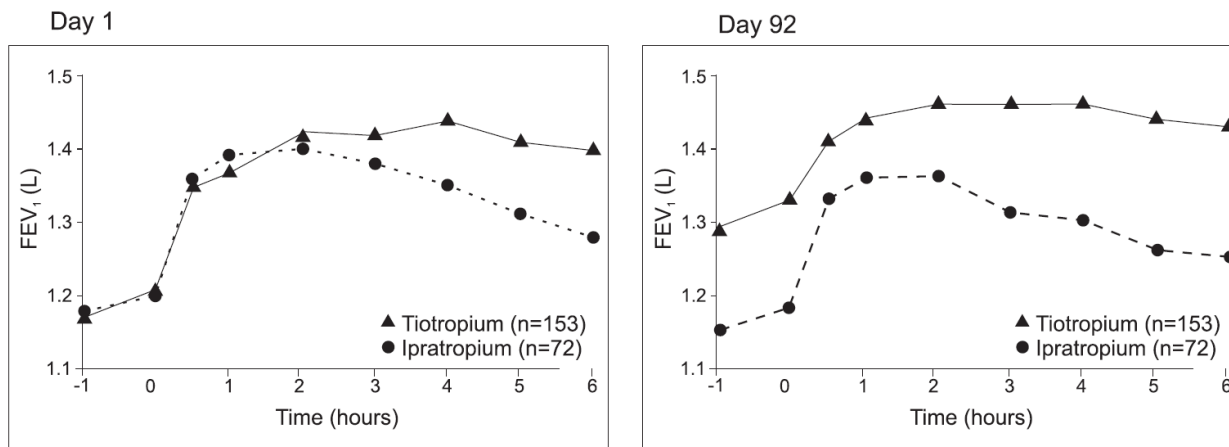 Day 1
FEV₁ (L)
1.5
1.4
1.3
1.2
1.1
-1 0 1 2 3 4 5 6
Time (hours)
Tiotropium (n=153)
Ipratropium (n=72)
Day 92
FEV₁ (L)
1.5
1.4
1.3
1.2
1.1
-1 0 1 2 3 4 5 6
Time (hours)
Tiotropium (n=153)
Ipratropium (n=72)